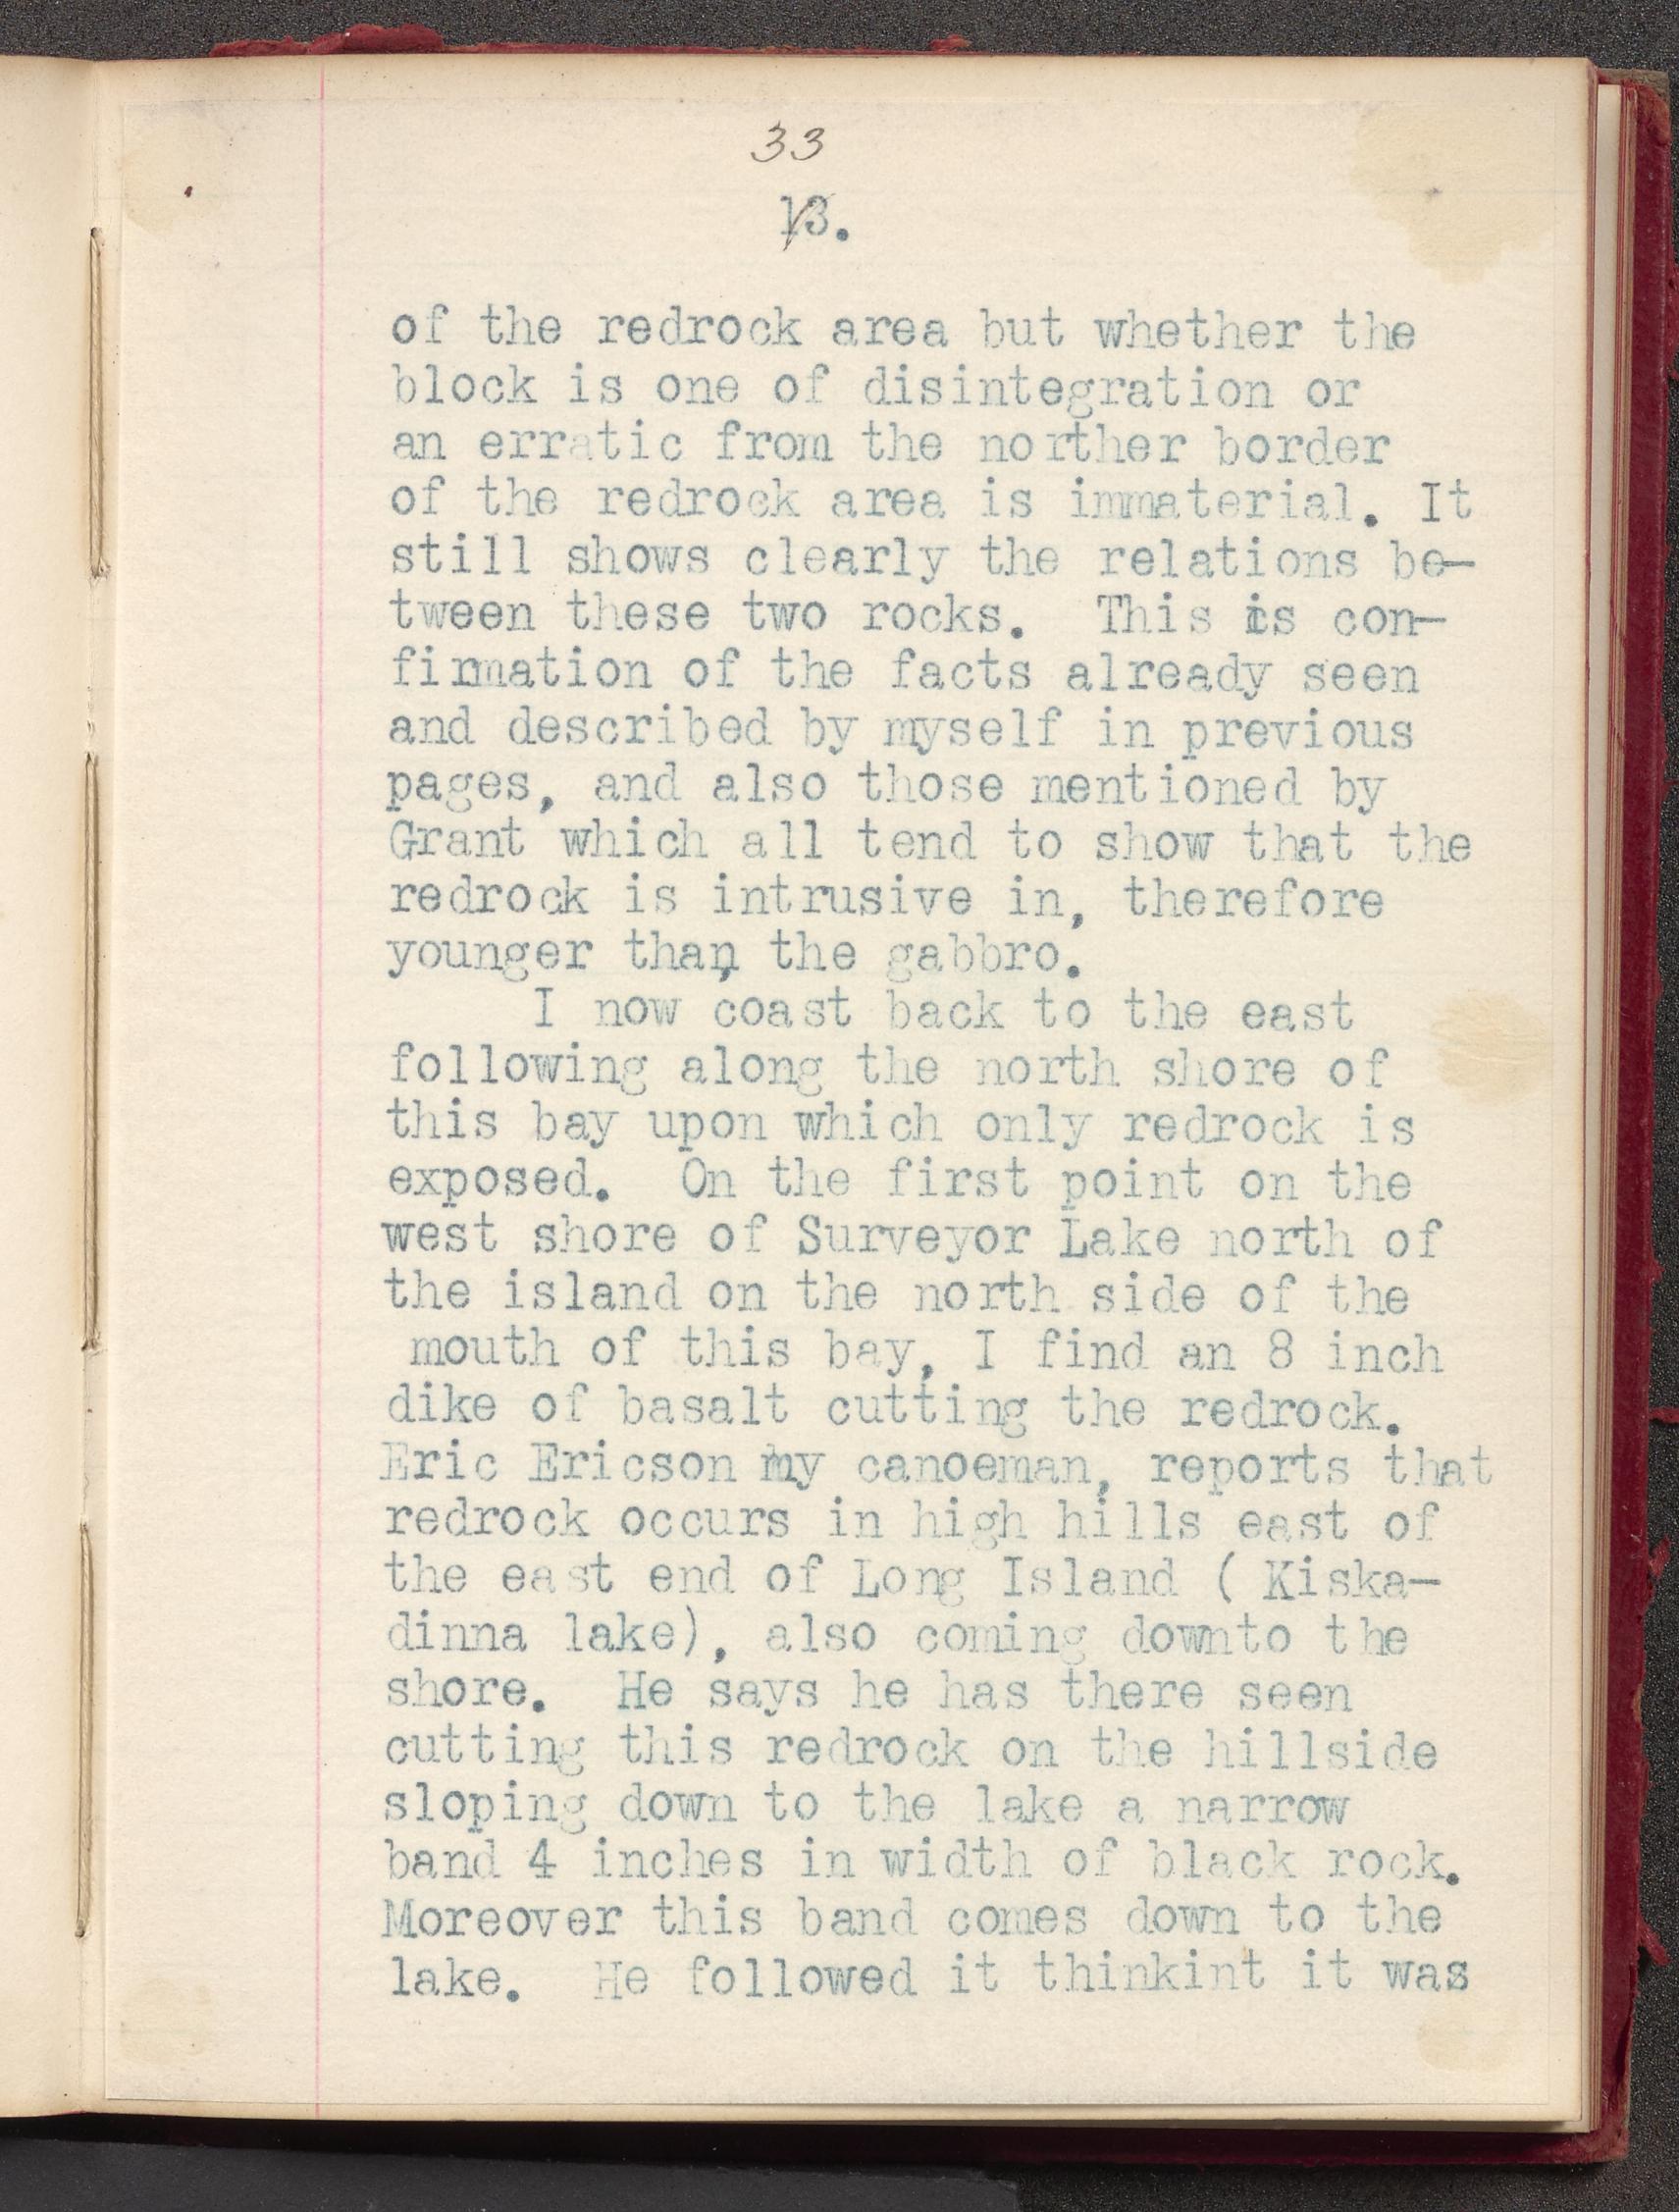 33
13.
of the redrock area but whether the
block is one of disintegration or
an erratic from the norther border
of the redrock area is immaterial. It
still shows clearly the relations be-
tween these two rocks. This is con-
firmation of the facts already seen
and described by myself in previous
pages, and also those mentioned by
Grant which all tend to show that the
redrock is intrusive in, therefore
younger than, the gabbro.
I now coast back to the east
following along the north shore of
this bay upon which only redrock is
exposed. On the first point on the
west shore of Surveyor Lake north of
the island on the north side of the
mouth of this bay, I find an 8 inch
dike of basalt cutting the redrock.
Eric Ericson my canoeman, reports that
redrock occurs in high hills east of
the east end of Long Island ( Kiska-
dinna lake), also coming downto the
shore. He says he has there seen
cutting this redrock on the hillside
sloping down to the lake a narrow
band 4 inches in width of black rock.
Moreover this band comes down to the
lake. He followed it thinkint it was